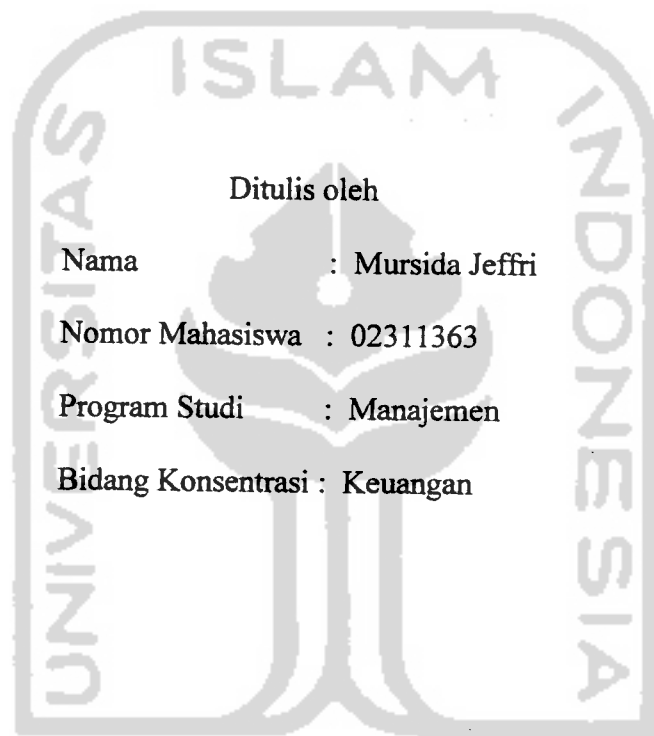 UNIVERSITAS ISLAM INDONESIA
Ditulis oleh
Nama : Mursida Jeffri
Nomor Mahasiswa : 02311363
Program Studi : Manajemen
Bidang Konsentrasi : Keuangan